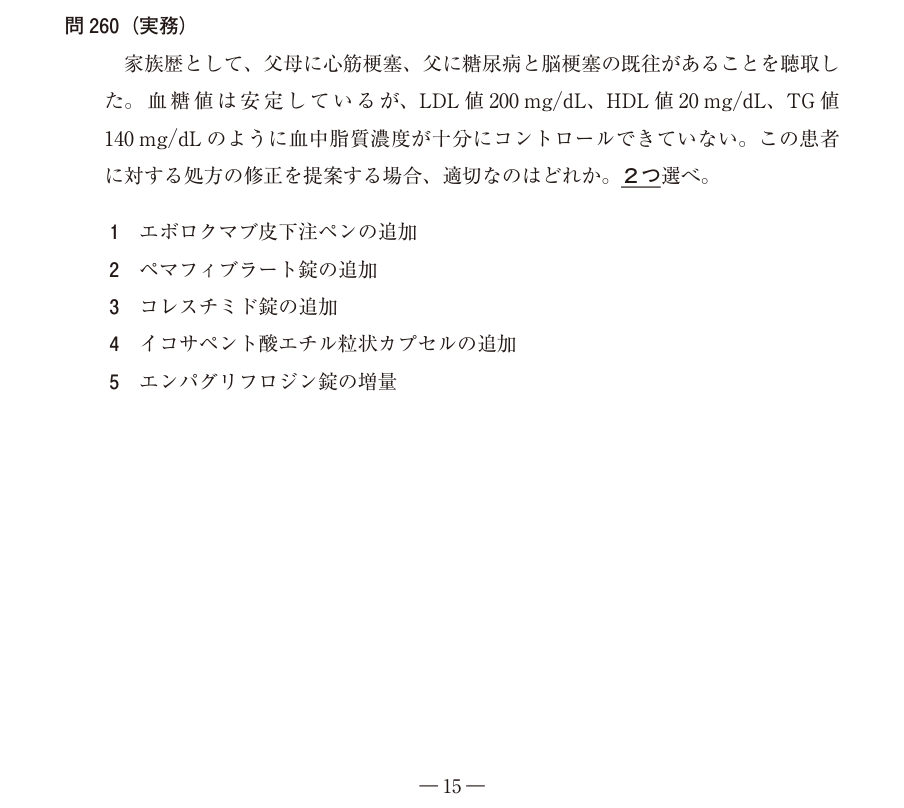 問 260（実務）
家族歴として、父母に心筋梗塞、父に糖尿病と脳梗塞の既往があることを聴取し
た。血糖値は安定しているが、LDL 値 200 mg/dL、HDL 値 20 mg/dL、TG 値
140 mg/dL のように血中脂質濃度が十分にコントロールできていない。この患者
に対する処方の修正を提案する場合、適切なのはどれか。２つ選べ。
1 エボロクマブ皮下注ペンの追加
2 ペマフィブラート錠の追加
3 コレスチミド錠の追加
4 イコサペント酸エチル粒状カプセルの追加
5 エンパグリフロジン錠の増量
— 15 —